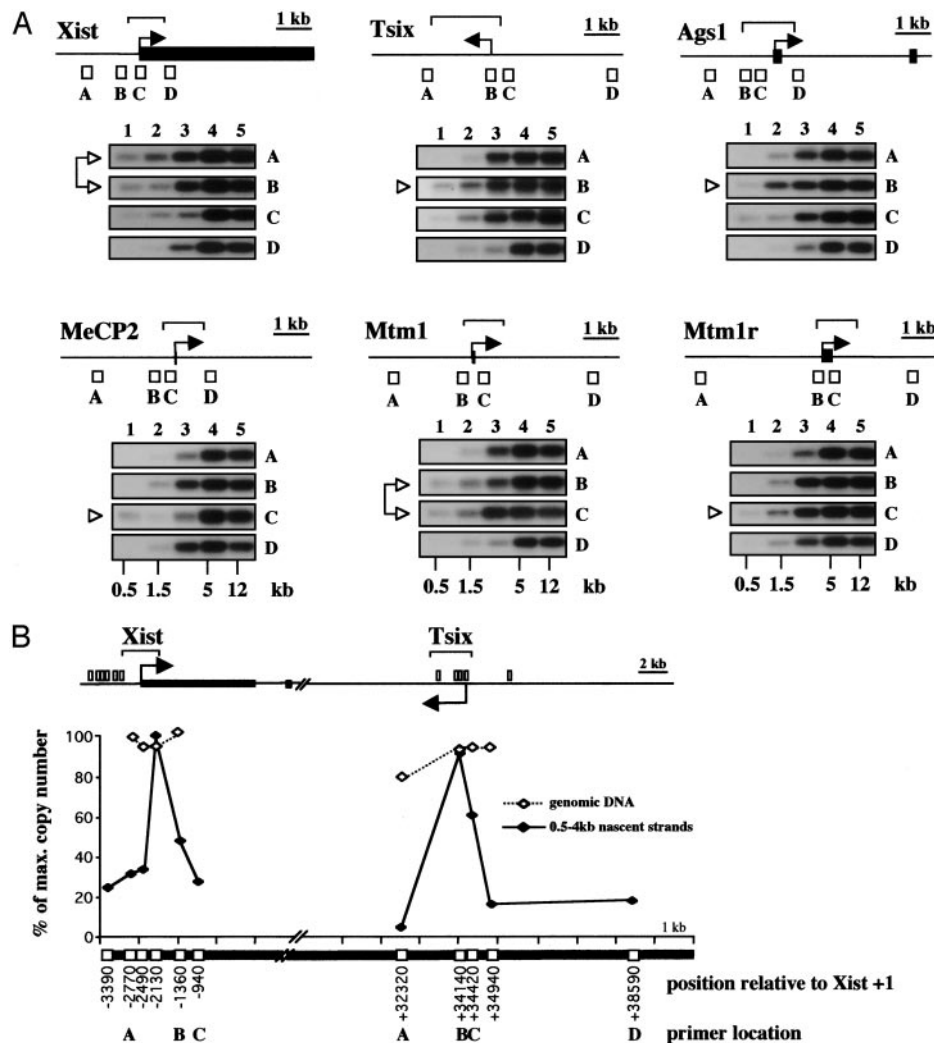 A
Xist
1 kb
A B C D
1 2 3 4 5
A
B
C
D
Tsix
1 kb
A B C D
1 2 3 4 5
A
B
C
D
Ags1
1 kb
A B C D
1 2 3 4 5
A
B
C
D
MeCP2
1 kb
A B C D
1 2 3 4 5
A
B
C
D
0.5 1.5 5 12 kb
Mtm1
1 kb
A B C D
1 2 3 4 5
A
B
C
D
0.5 1.5 5 12 kb
Mtm1r
1 kb
A B C D
1 2 3 4 5
A
B
C
D
0.5 1.5 5 12 kb
B
Xist
Tsix
2 kb
% of max. copy number
100
80
60
40
20
0
genomic DNA
0.5-4kb nascent strands
1 kb
-3390 -2770 -2490 -2130 -1360 -940 +32320 +34140 +34420 +34940 +38590
position relative to Xist +1
A B C A B C D
primer location